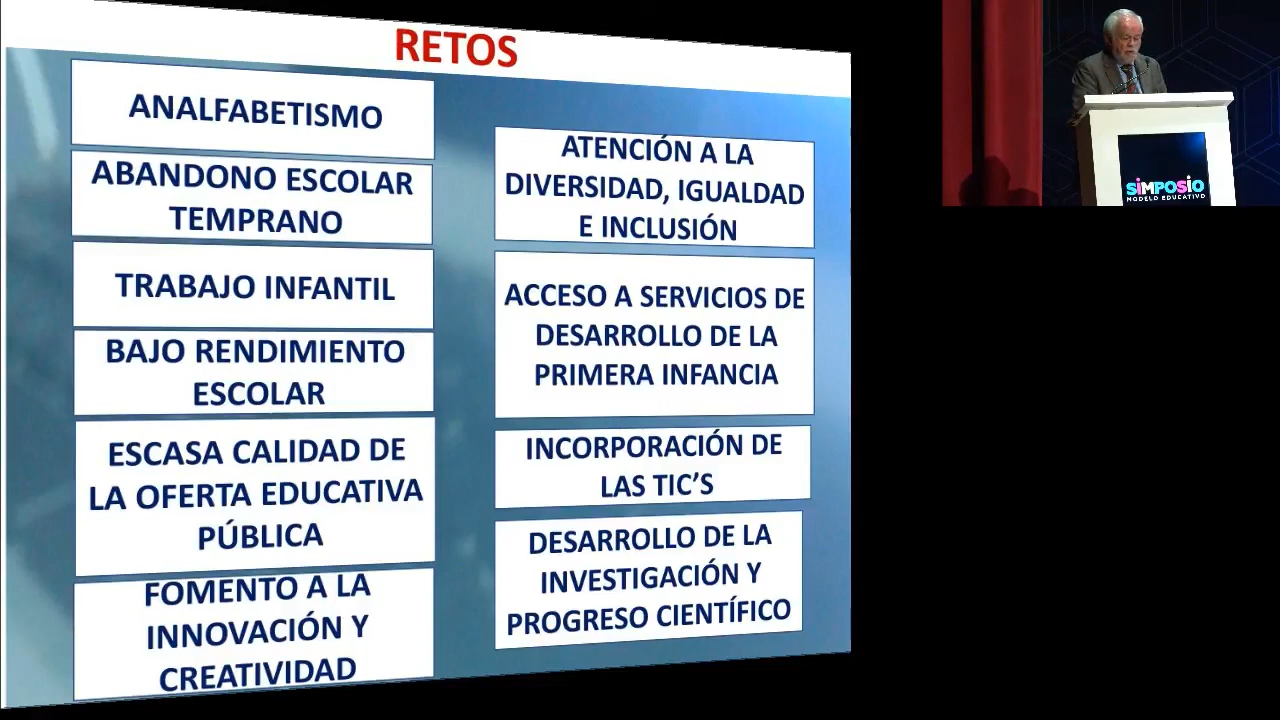 RETOS
ANALFABETISMO
ABANDONO ESCOLAR
TEMPRANO
TRABAJO INFANTIL
BAJO RENDIMIENTO
ESCOLAR
ESCASA CALIDAD DE
LA OFERTA EDUCATIVA
PÚBLICA
FOMENTO A LA
INNOVACIÓN Y
CREATIVIDAD
ATENCIÓN A LA
DIVERSIDAD, IGUALDAD
E INCLUSIÓN
ACCESO A SERVICIOS DE
DESARROLLO DE LA
PRIMERA INFANCIA
INCORPORACIÓN DE
LAS TIC’S
DESARROLLO DE LA
INVESTIGACIÓN Y
PROGRESO CIENTÍFICO
SIMPOSIO
MODELO EDUCATIVO